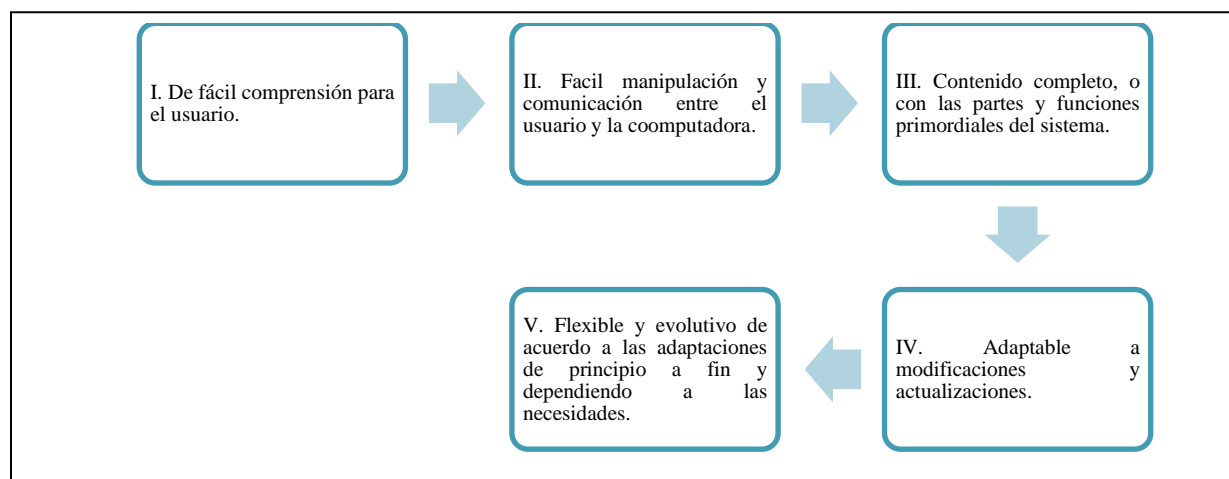 I. De fácil comprensión para
el usuario.
II. Facil manipulación y
comunicación entre el
usuario y la coomputadora.
III. Contenido completo, o
con las partes y funciones
primordiales del sistema.
IV. Adaptable a
modificaciones y
actualizaciones.
V. Flexible y evolutivo de
acuerdo a las adaptaciones
de principio a fin y
dependiendo a las
necesidades.